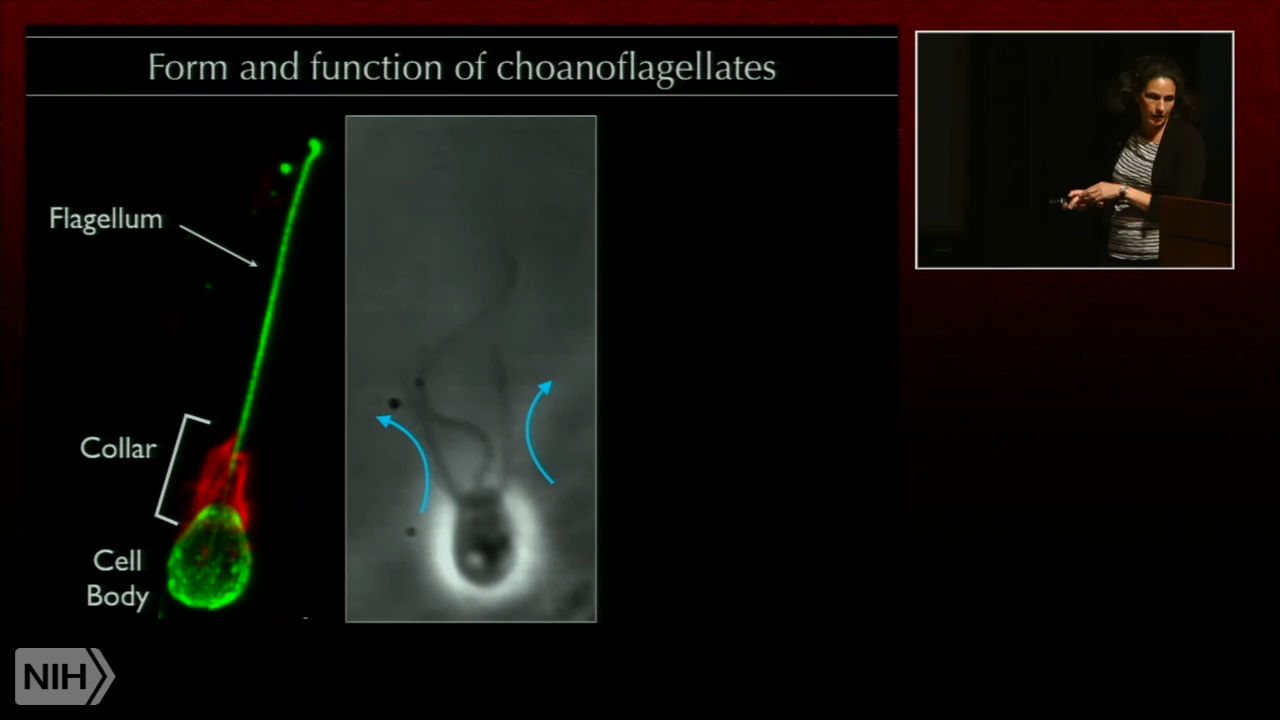 Form and function of choanoflagellates
Flagellum
Collar
Cell
Body
NIH